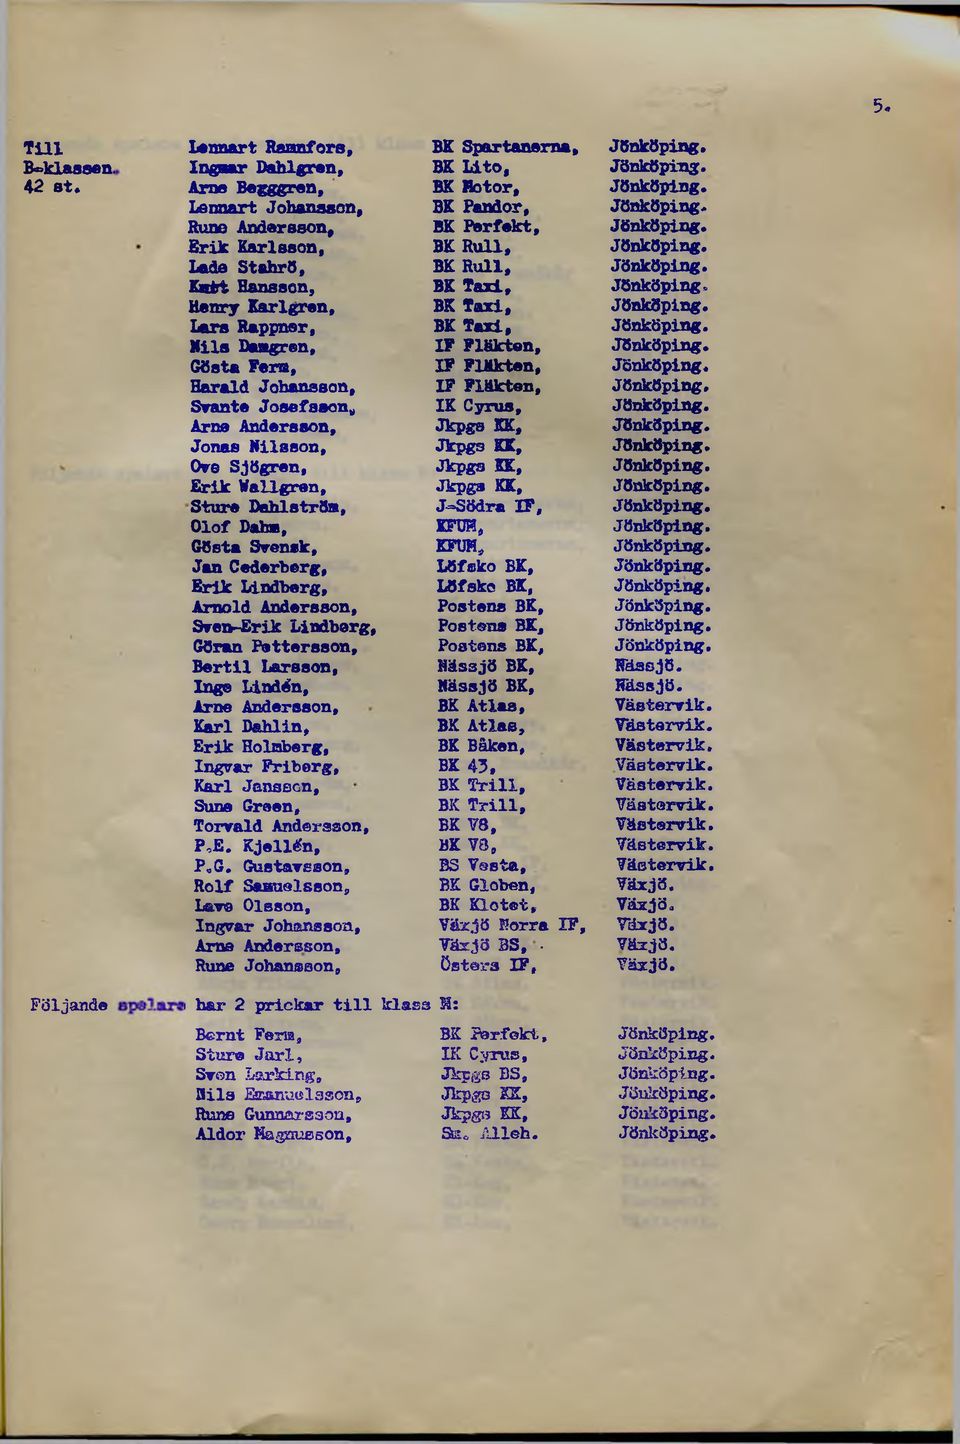 5.
Till Lennart Ramnfors, BK Spartanerna, Jönköping.
B-klassen. Ingmar Dahlgren, BK Lito, Jönköping.
42 st. Arne Begggren, BK Motor, Jönköping.
Lennart Johansson, BK Pandor, Jönköping.
Rune Andersson, BK Perfekt, Jönköping.
Erik Karlsson, BK Rull, Jönköping.
Lade Stahrö, BK Rull, Jönköping.
Hansson, BK Taxi, Jönköping.
Henry Karlgren, BK Taxi, Jönköping.
Lars Rappner, BK Taxi, Jönköping.
Nils Damgren, IF Fläkten, Jönköping.
Gösta Ferm, IF Fläkten, Jönköping.
Harald Johansson, IF Fläkten, Jönköping.
Svante Josefsson, IK Cyrus, Jönköping.
Arne Andersson, Jkpgs KK, Jönköping.
Jonas Nilsson, Jkpgs KK, Jönköping.
Ove Sjögren, Jkpgs KK, Jönköping.
Erik Wallgren, Jkpgs KK, Jönköping.
Sture Dahlström, J-Södra IF, Jönköping.
Olof Dahm, KFUM, Jönköping.
Gösta Svensk, KFUM, Jönköping.
Jan Cederberg, Löfsko BK, Jönköping.
Erik Lindberg, Löfsko BK, Jönköping.
Arnold Andersson, Postens BK, Jönköping.
Sven-Erik Lindberg, Postens BK, Jönköping.
Göran Pettersson, Postens BK, Jönköping.
Bertil Larsson, Nässjö BK, Nässjö.
Inge Lindén, Nässjö BK, Nässjö.
Arne Andersson, BK Atlas, Västervik.
Karl Dahlin, BK Atlas, Västervik.
Erik Holmberg, BK Båken, Västervik.
Ingvar Friberg, BK 43, Västervik.
Karl Jansson, BK Trill, Västervik.
Sune Green, BK Trill, Västervik.
Torvald Andersson, BK V8, Västervik.
P.E. Kjellén, BK V8, Västervik.
P.G. Gustavsson, BS Vesta, Västervik.
Rolf Samuelsson, BK Globen, Växjö.
Lave Olsson, BK Klotet, Växjö.
Ingvar Johansson, Växjö Norra IF, Växjö.
Arne Andersson, Växjö BS, Växjö.
Rune Johansson, Östers IF, Växjö.
Följande spelare har 2 prickar till klass M:
Bernt Ferm, BK Perfekt, Jönköping.
Sture Jarl, IK Cyrus, Jönköping.
Sven Larking, Jkpgs BS, Jönköping.
Nils Emanuelsson, Jkpgs KK, Jönköping.
Rune Gunnarsson, Jkpgs KK, Jönköping.
Aldor Magnusson, Sm. Alleh. Jönköping.